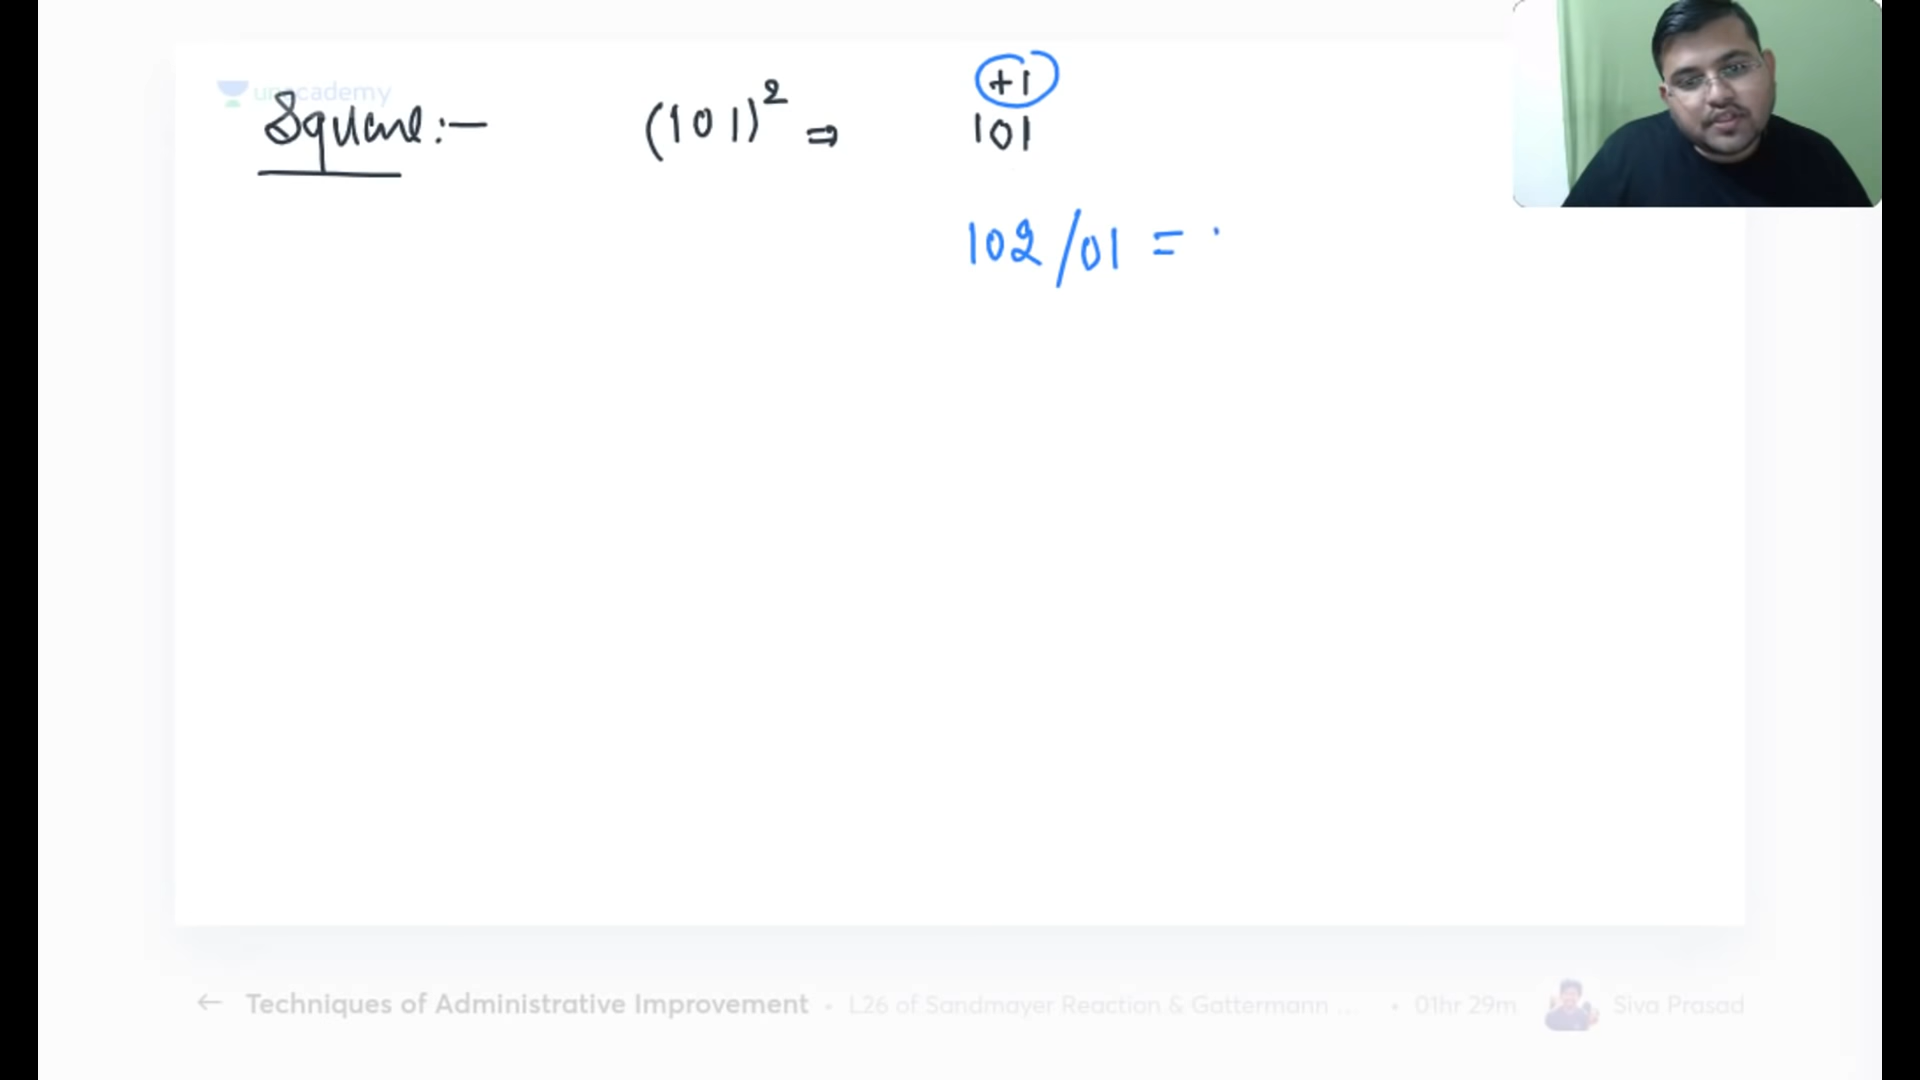 unacademy
Square:- (101)² ⇒ +1
101
102/01 =
← Techniques of Administrative Improvement • L26 of Sandmayer Reaction & Gattermann ... • 01hr 29m Siva Prasad